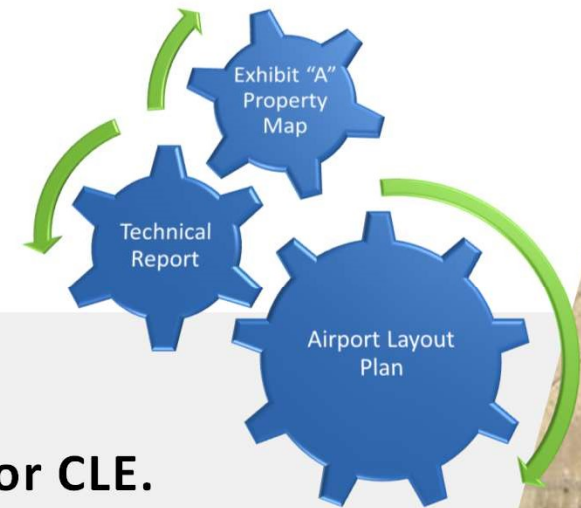 Exhibit “A”
Property
Map
Technical
Report
Airport Layout
Plan
or CLE.